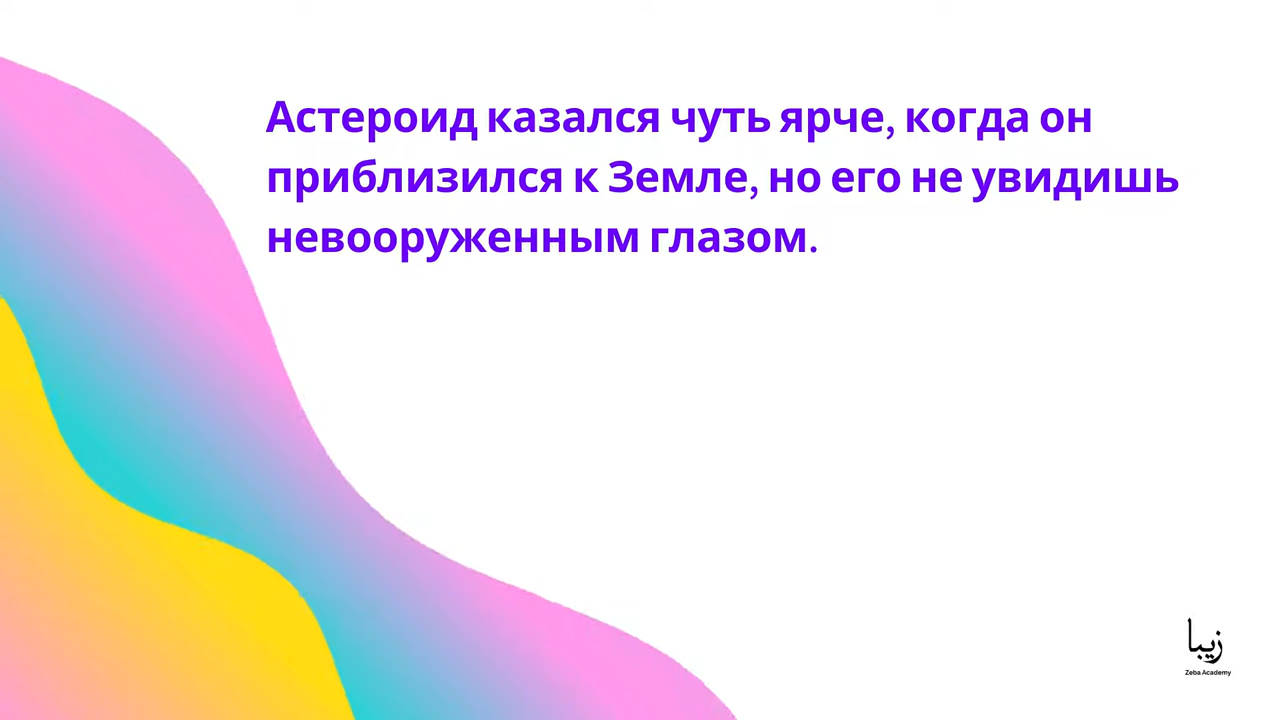 Астероид казался чуть ярче, когда он
приблизился к Земле, но его не увидишь
невооруженным глазом.
زیبا
Zeba Academy